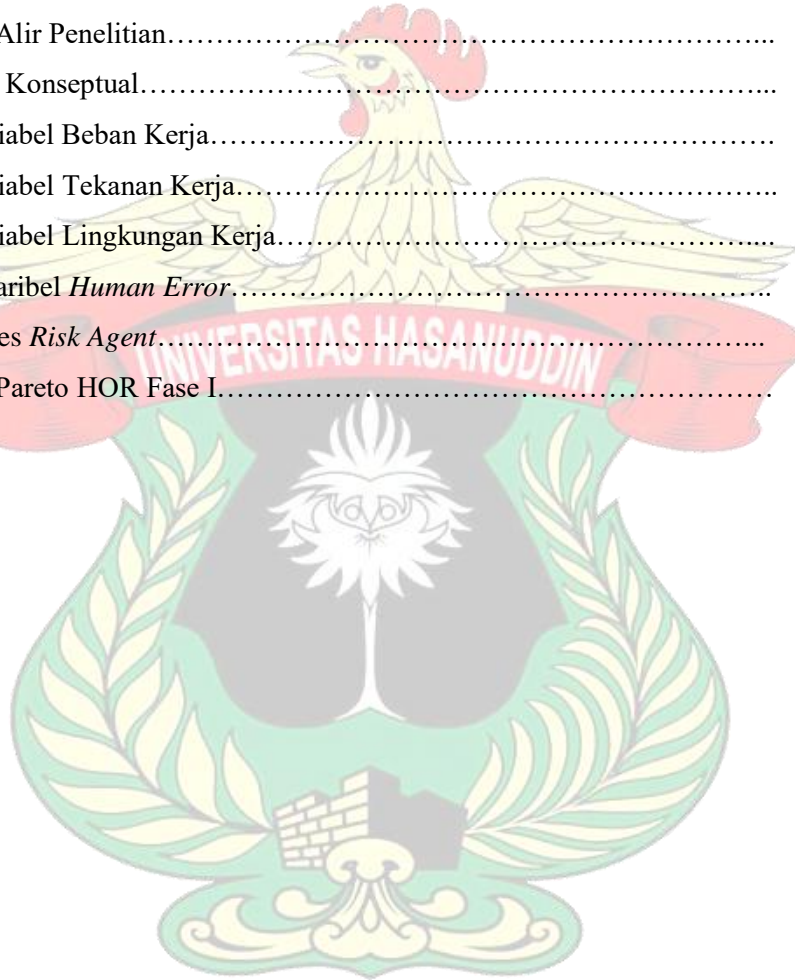 Alir Penelitian…………………………………………………………...
Konseptual…………………………………………………………...
iabel Beban Kerja………………………………………………….
iabel Tekanan Kerja………………………………………………..
iabel Lingkungan Kerja…………………………………………....
aribel Human Error………………………………………………..
es Risk Agent………………………………………………………...
Pareto HOR Fase I…………………………………………………
UNIVERSITAS HASANUDDIN